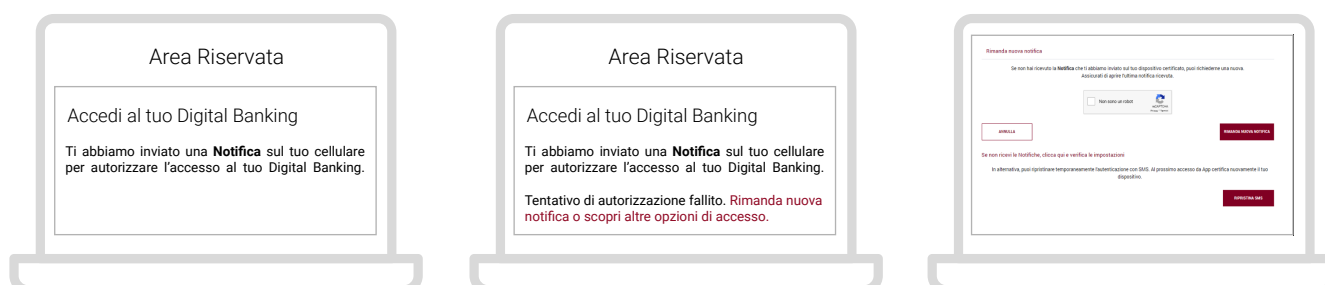 Area Riservata
Accedi al tuo Digital Banking
Ti abbiamo inviato una Notifica sul tuo cellulare
per autorizzare l'accesso al tuo Digital Banking.
Area Riservata
Accedi al tuo Digital Banking
Ti abbiamo inviato una Notifica sul tuo cellulare
per autorizzare l'accesso al tuo Digital Banking.
Tentativo di autorizzazione fallito. Rimanda nuova
notifica o scopri altre opzioni di accesso.
Rimanda nuova notifica
Se non hai ricevuto la Notifica che ti abbiamo inviato sul tuo dispositivo certificato, puoi richiederne una nuova.
Assicurati di aprire l'ultima notifica ricevuta.
Non sono un robot
reCAPTCHA
ANNULLA
RIMANDA NUOVA NOTIFICA
Se non ricevi le Notifiche, clicca qui e verifica le impostazioni
In alternativa, puoi ripristinare temporaneamente l'autenticazione con SMS. Al prossimo accesso da App certifica nuovamente il tuo
dispositivo.
RIPRISTINA SMS